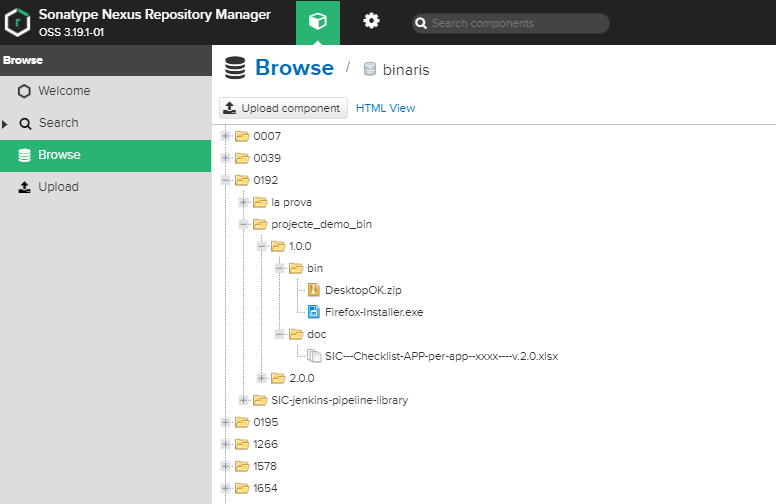 Sonatype Nexus Repository Manager
OSS 3.19.1-01
Search components
Browse
Welcome
Search
Browse
Upload
Browse / binaris
Upload component HTML View
0007
0039
0192
la prova
projecte_demo_bin
1.0.0
bin
DesktopOK.zip
Firefox-Installer.exe
doc
SIC---Checklist-APP-per-app--xxxx----v.2.0.xlsx
2.0.0
SIC-jenkins-pipeline-library
0195
1266
1578
1654